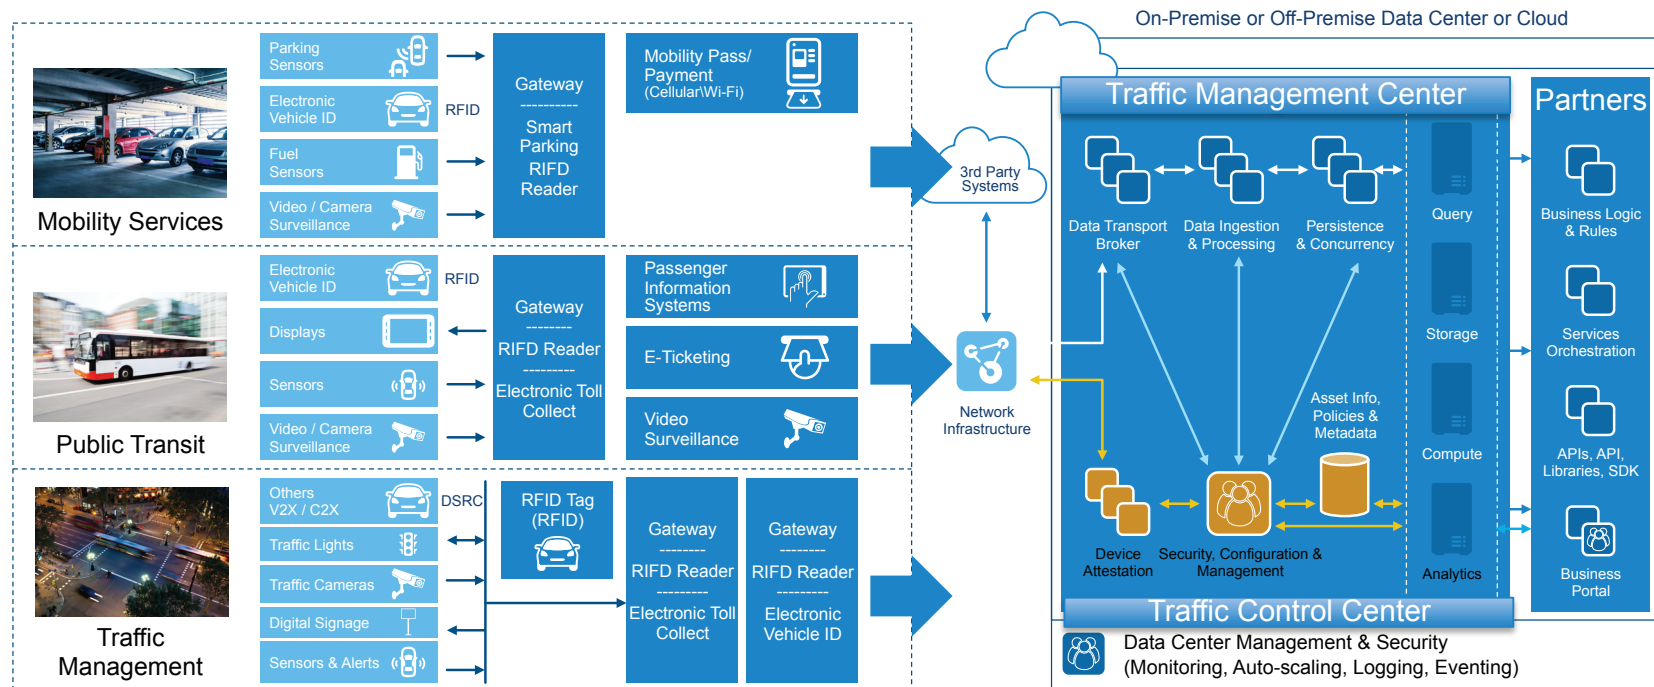 On-Premise or Off-Premise Data Center or Cloud
Parking
Sensors
Electronic
Vehicle ID
RFID
Fuel
Sensors
Video / Camera
Surveillance
Mobility Services
Gateway
----------
Smart
Parking
RIFD
Reader
Mobility Pass/
Payment
(Cellular\Wi-Fi)
Electronic
Vehicle ID
RFID
Displays
Sensors
Video / Camera
Surveillance
Public Transit
Gateway
--------
RIFD Reader
---------
Electronic Toll
Collect
Passenger
Information
Systems
E-Ticketing
Video
Surveillance
Others
V2X / C2X
DSRC
Traffic Lights
Traffic Cameras
Digital Signage
Sensors & Alerts
Traffic
Management
RFID Tag
(RFID)
Gateway
--------
RIFD Reader
---------
Electronic Toll
Collect
Gateway
--------
RIFD Reader
---------
Electronic
Vehicle ID
3rd Party
Systems
Network
Infrastructure
Traffic Management Center
Data Transport
Broker
Data Ingestion
& Processing
Persistence
& Concurrency
Query
Storage
Compute
Analytics
Asset Info,
Policies &
Metadata
Device
Attestation
Security, Configuration &
Management
Traffic Control Center
Partners
Business Logic
& Rules
Services
Orchestration
APIs, API,
Libraries, SDK
Business
Portal
Data Center Management & Security
(Monitoring, Auto-scaling, Logging, Eventing)